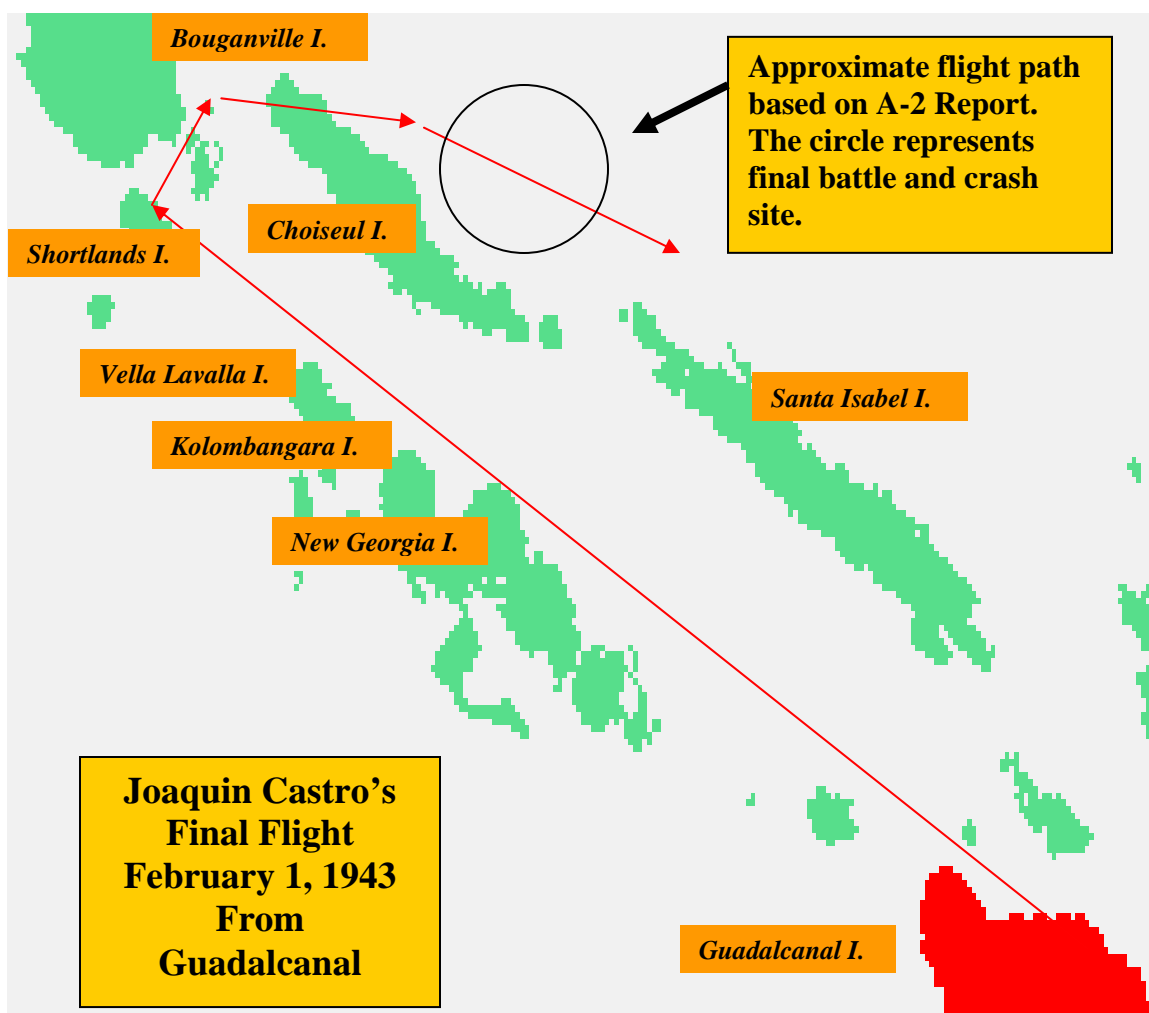 Bouganville I.
Approximate flight path
based on A-2 Report.
The circle represents
final battle and crash
site.
Choiseul I.
Shortlands I.
Vella Lavalla I.
Santa Isabel I.
Kolombangara I.
New Georgia I.
Joaquin Castro’s
Final Flight
February 1, 1943
From
Guadalcanal
Guadalcanal I.